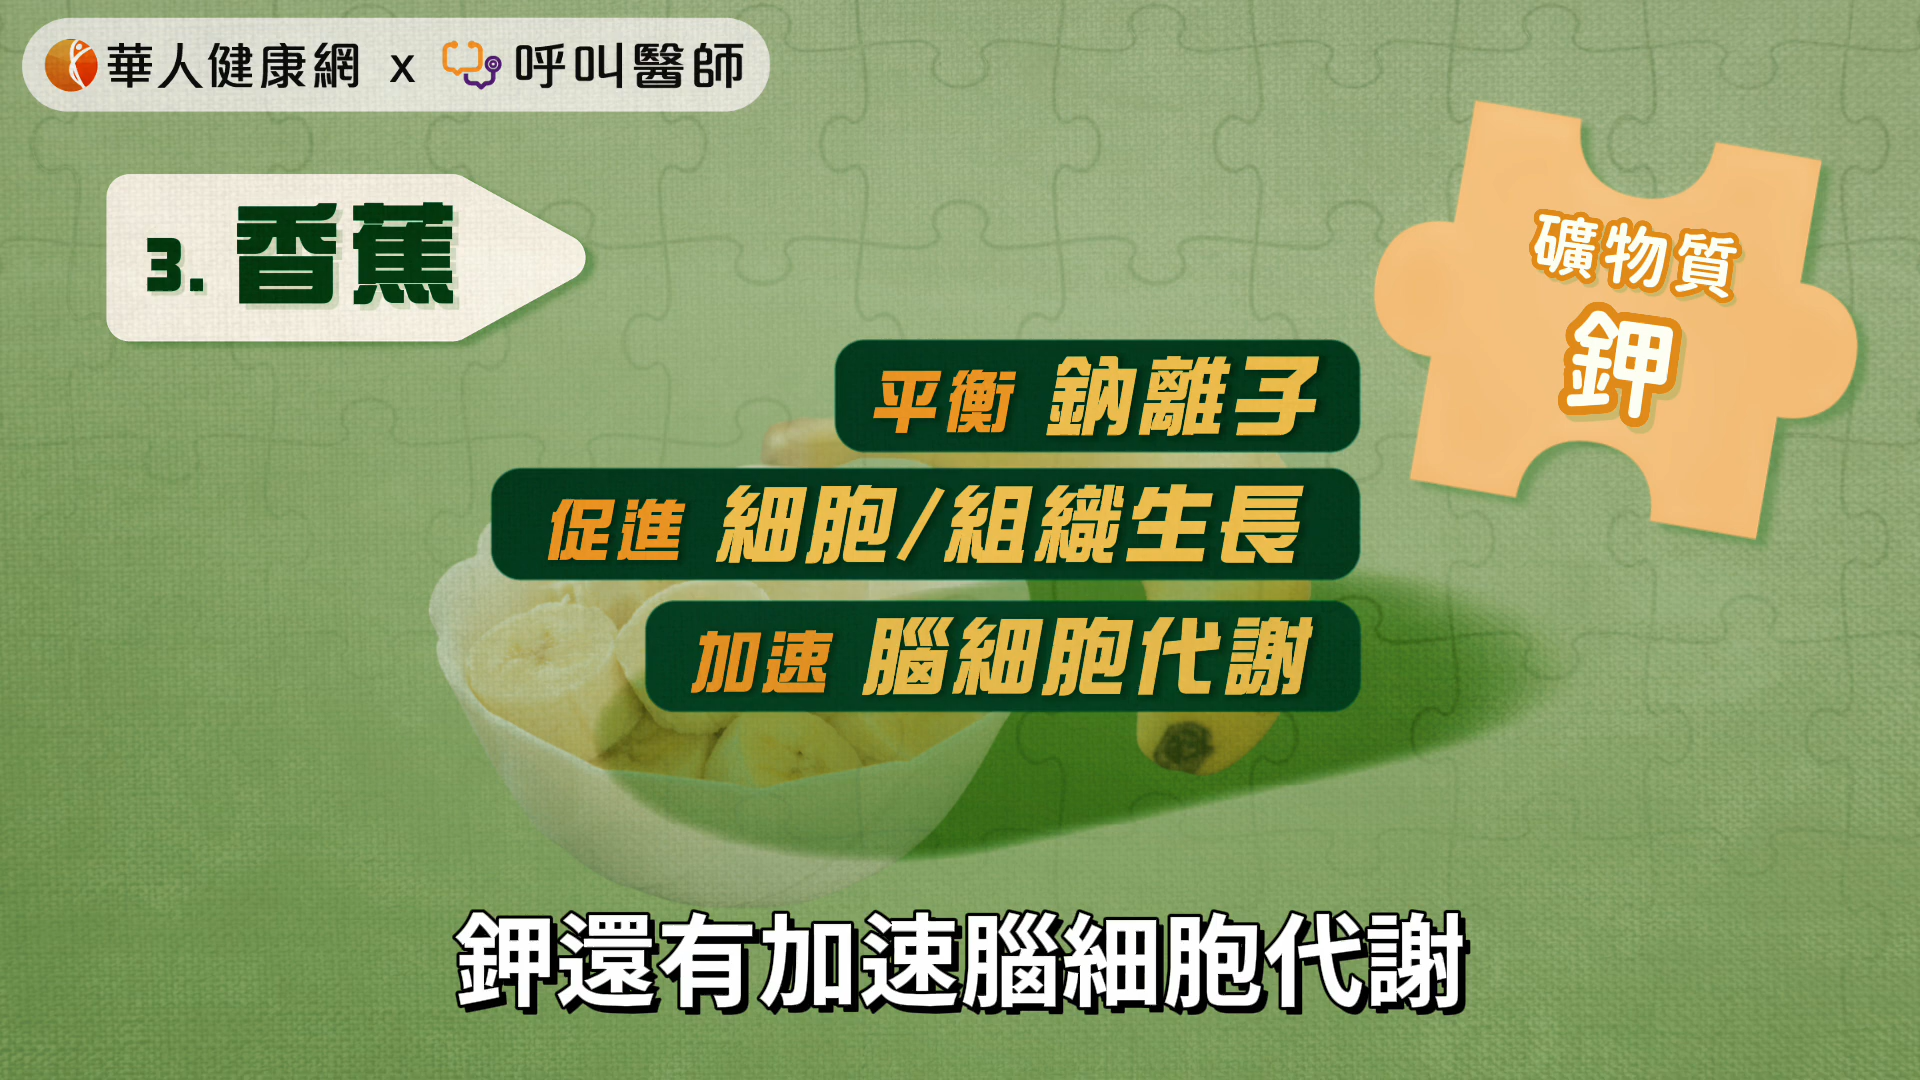 華人健康網 x 呼叫醫師
3. 香蕉
礦物質
鉀
平衡 鈉離子
促進 細胞/組織生長
加速 腦細胞代謝
鉀還有加速腦細胞代謝